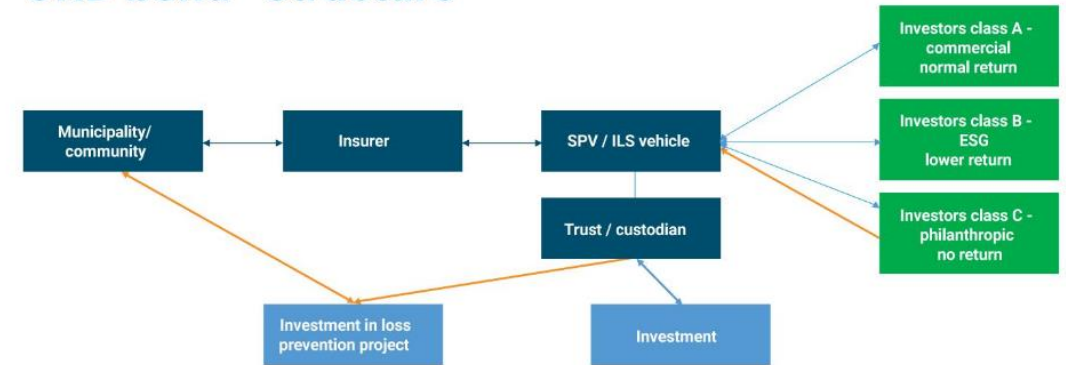 Investors class A -
commercial
normal return
Municipality/
community
Insurer
SPV / ILS vehicle
Investors class B -
ESG
lower return
Trust / custodian
Investors class C -
philanthropic
no return
Investment in loss
prevention project
Investment